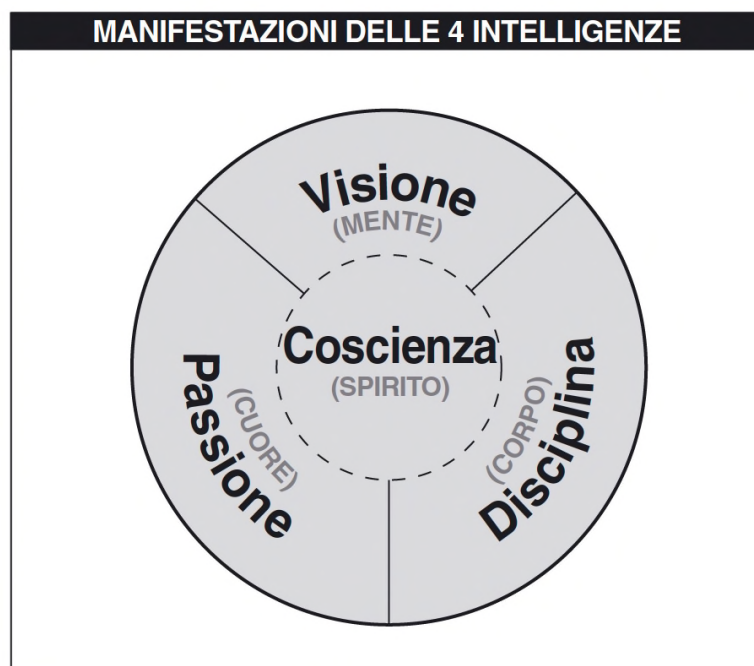 MANIFESTAZIONI DELLE 4 INTELLIGENZE
Visione
(MENTE)
Coscienza
(SPIRITO)
Passione
(CUORE)
Disciplina
(CORPO)